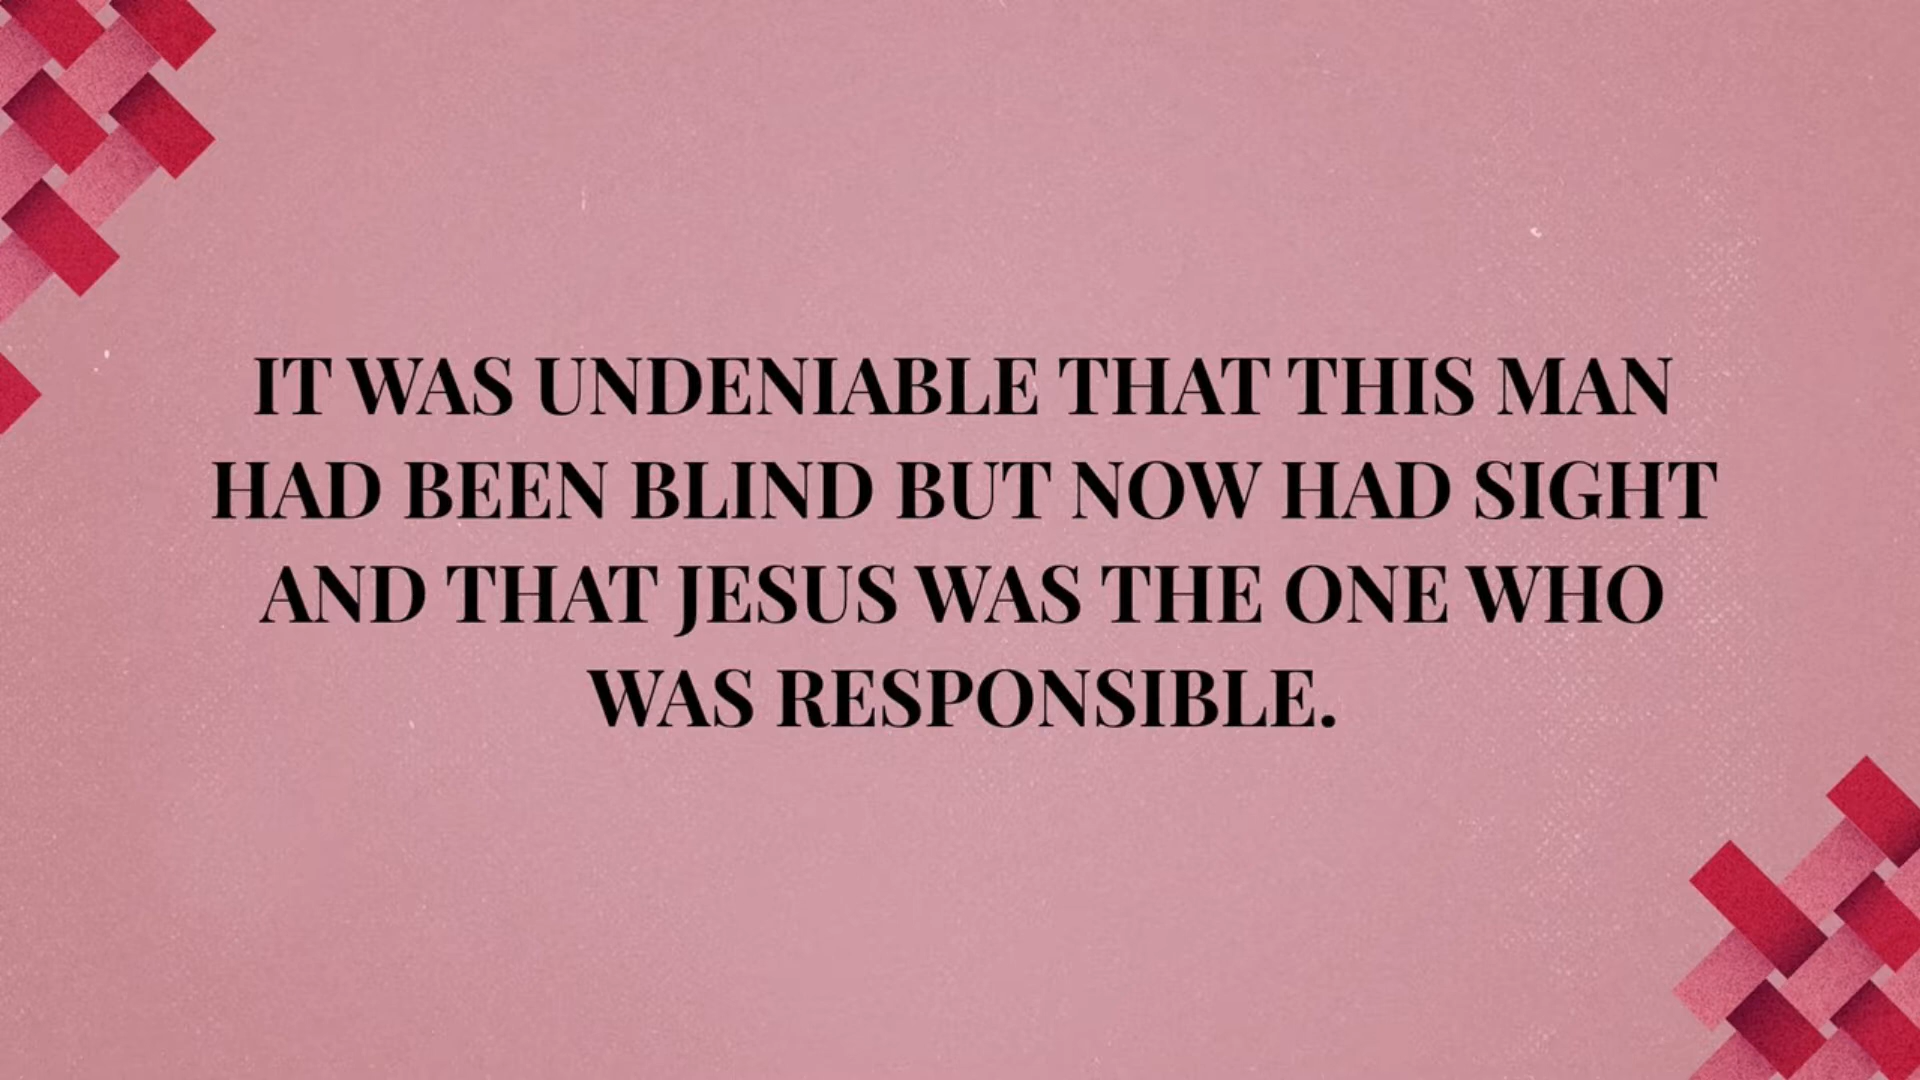 IT WAS UNDENIABLE THAT THIS MAN
HAD BEEN BLIND BUT NOW HAD SIGHT
AND THAT JESUS WAS THE ONE WHO
WAS RESPONSIBLE.